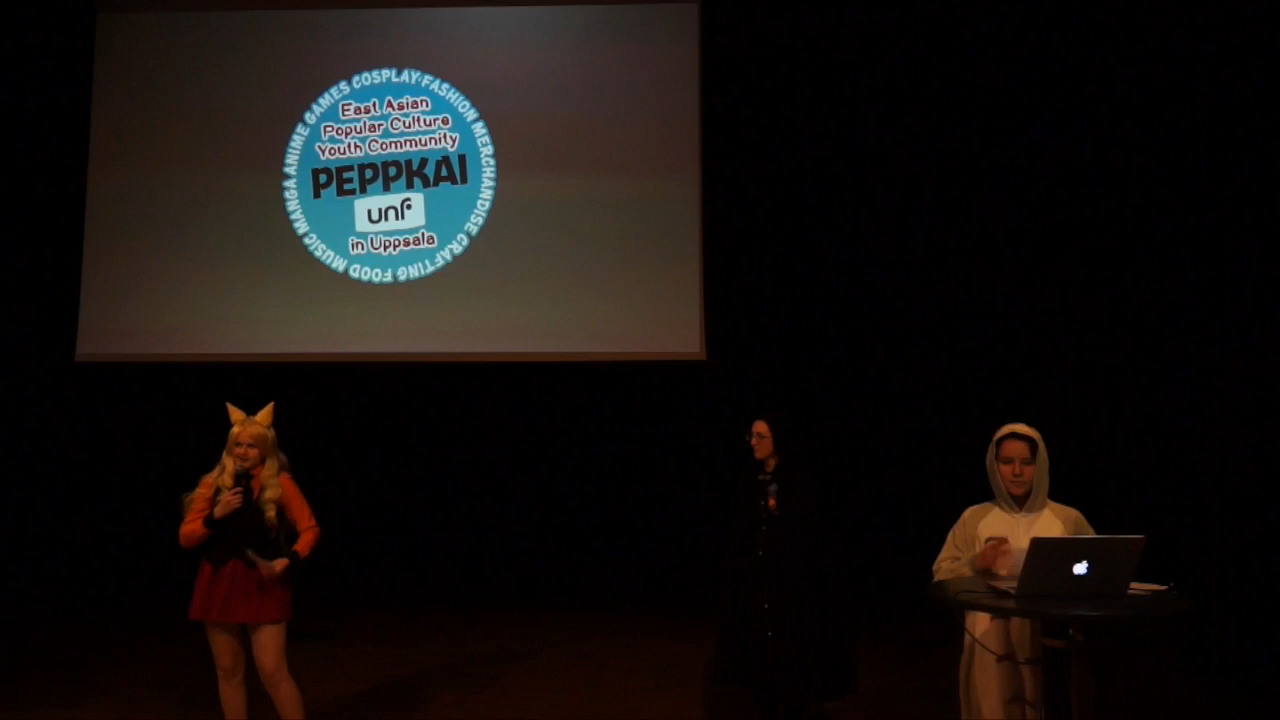 MANGA ANIME GAMES COSPLAY FASHION MERCHANDISE CRAFTING FOOD MUSIC
East Asian
Popular Culture
Youth Community
PEPPKAI
unf
in Uppsala